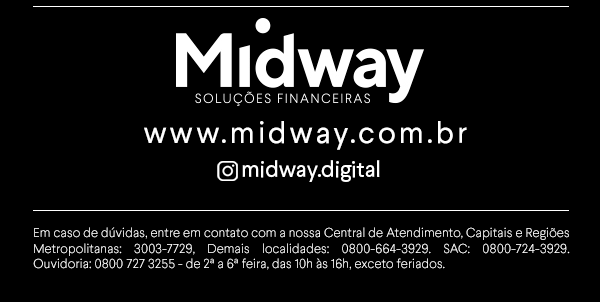 Midway
SOLUÇÕES FINANCEIRAS
www.midway.com.br
midway.digital
Em caso de dúvidas, entre em contato com a nossa Central de Atendimento, Capitais e Regiões
Metropolitanas: 3003-7729, Demais localidades: 0800-664-3929. SAC: 0800-724-3929.
Ouvidoria: 0800 727 3255 - de 2ª a 6ª feira, das 10h às 16h, exceto feriados.